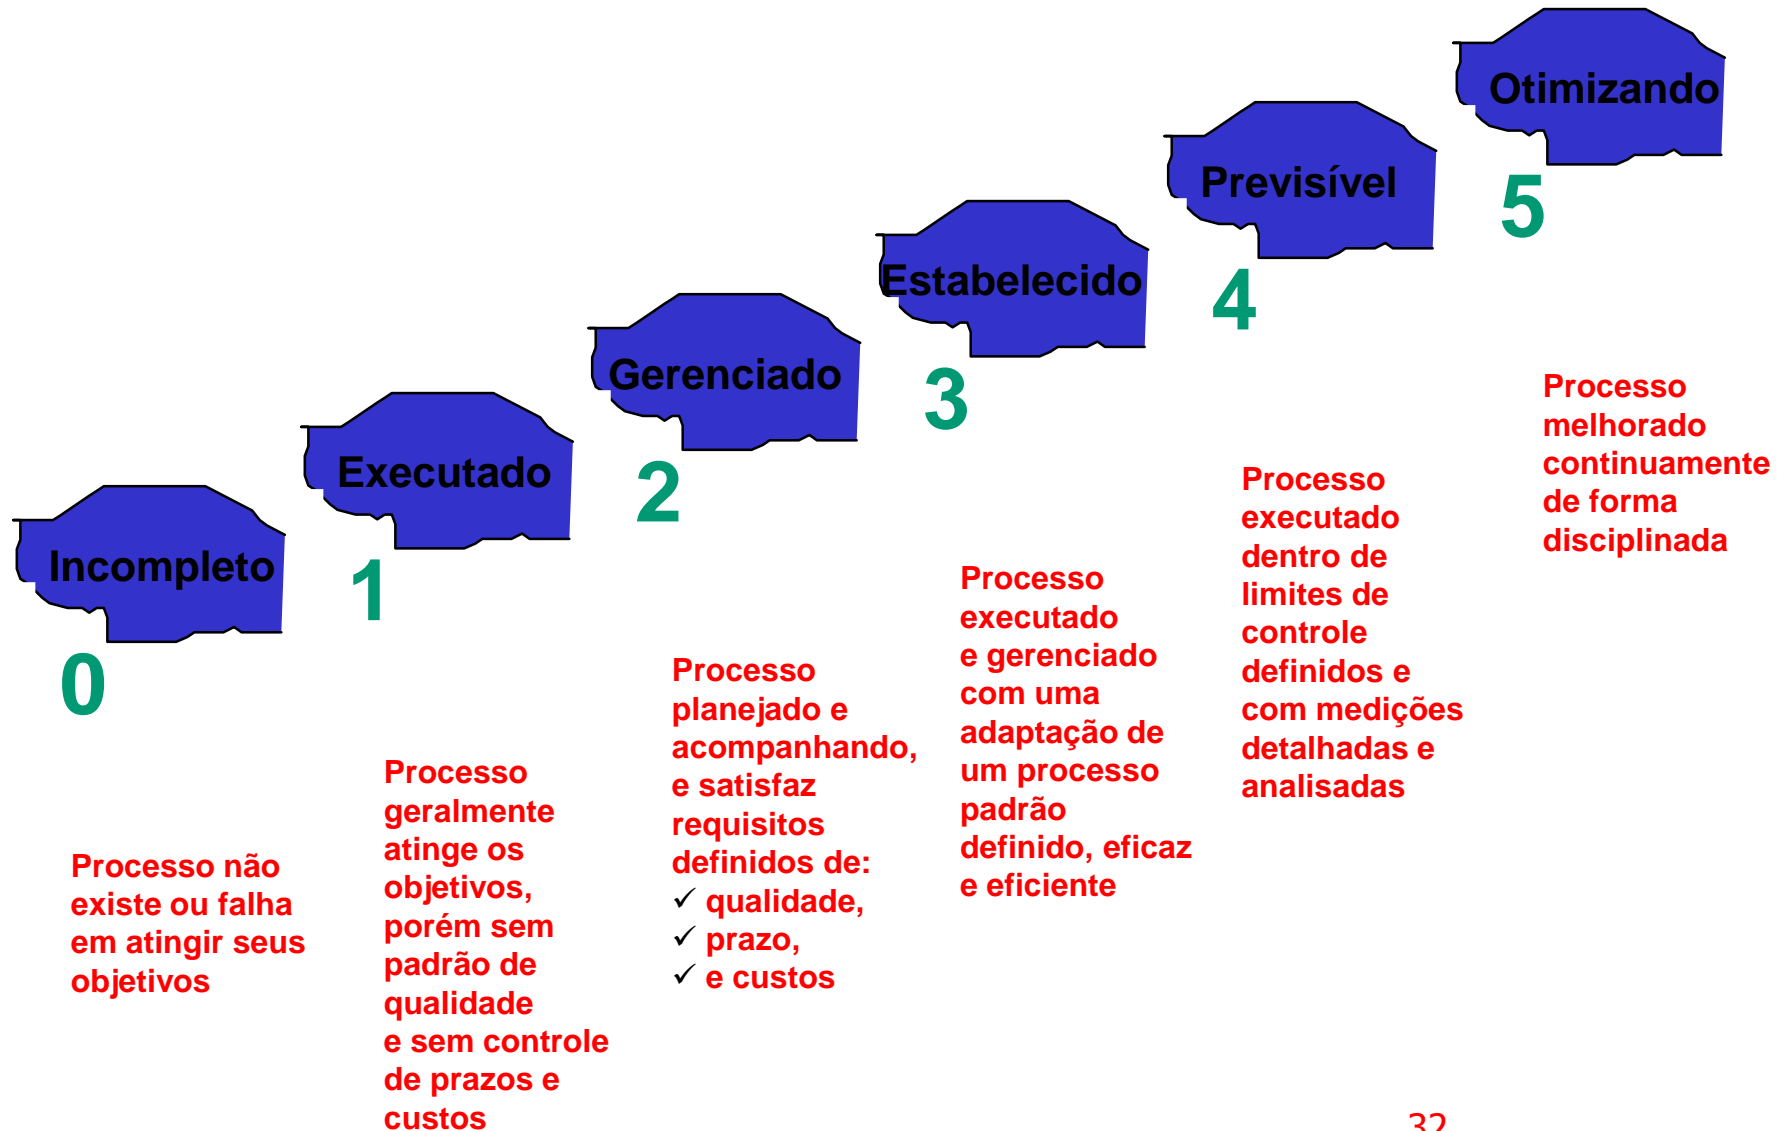 Incompleto
0
Processo não
existe ou falha
em atingir seus
objetivos
Executado
1
Processo
geralmente
atinge os
objetivos,
porém sem
padrão de
qualidade
e sem controle
de prazos e
custos
Gerenciado
2
Processo
planejado e
acompanhando,
e satisfaz
requisitos
definidos de:
✓ qualidade,
✓ prazo,
✓ e custos
Estabelecido
3
Processo
executado
e gerenciado
com uma
adaptação de
um processo
padrão
definido, eficaz
e eficiente
Previsível
4
Processo
executado
dentro de
limites de
controle
definidos e
com medições
detalhadas e
analisadas
Otimizando
5
Processo
melhorado
continuamente
de forma
disciplinada
32